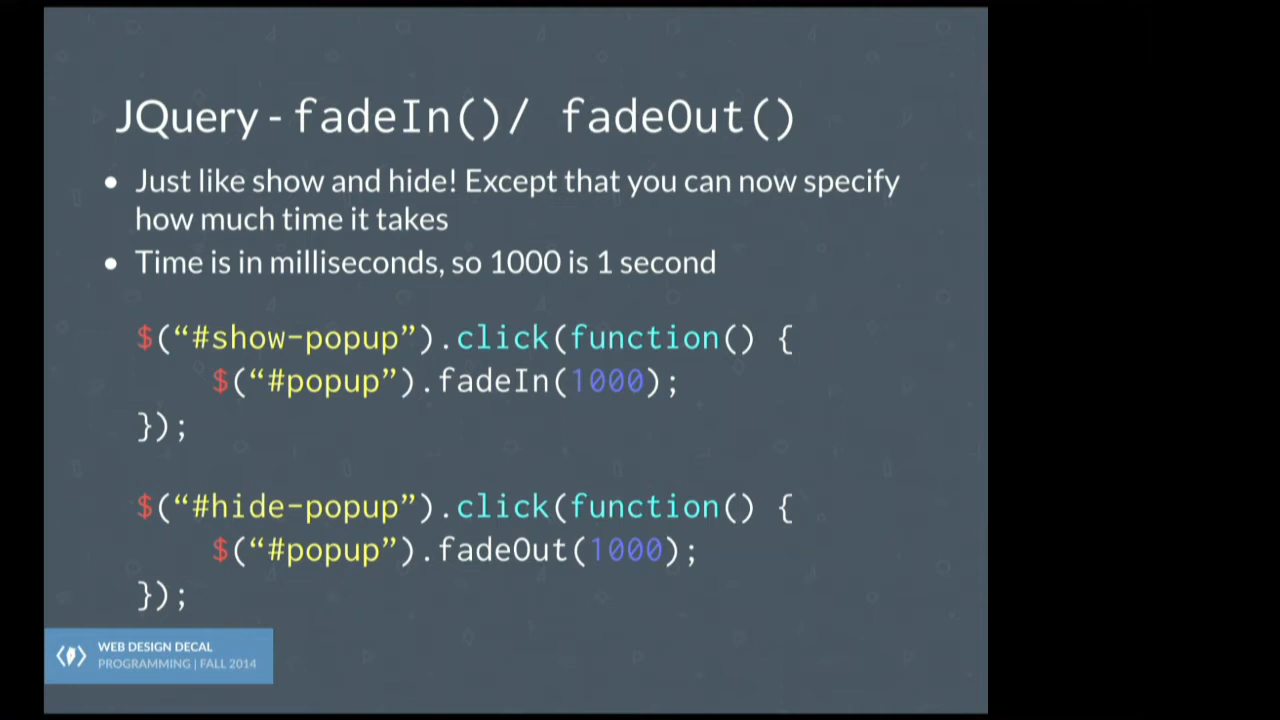 JQuery - fadeIn()/ fadeOut()
• Just like show and hide! Except that you can now specify
how much time it takes
• Time is in milliseconds, so 1000 is 1 second
$(“#show-popup”).click(function() {
$(“#popup”).fadeIn(1000);
});
$(“#hide-popup”).click(function() {
$(“#popup”).fadeOut(1000);
});
WEB DESIGN DECAL
PROGRAMMING | FALL 2014